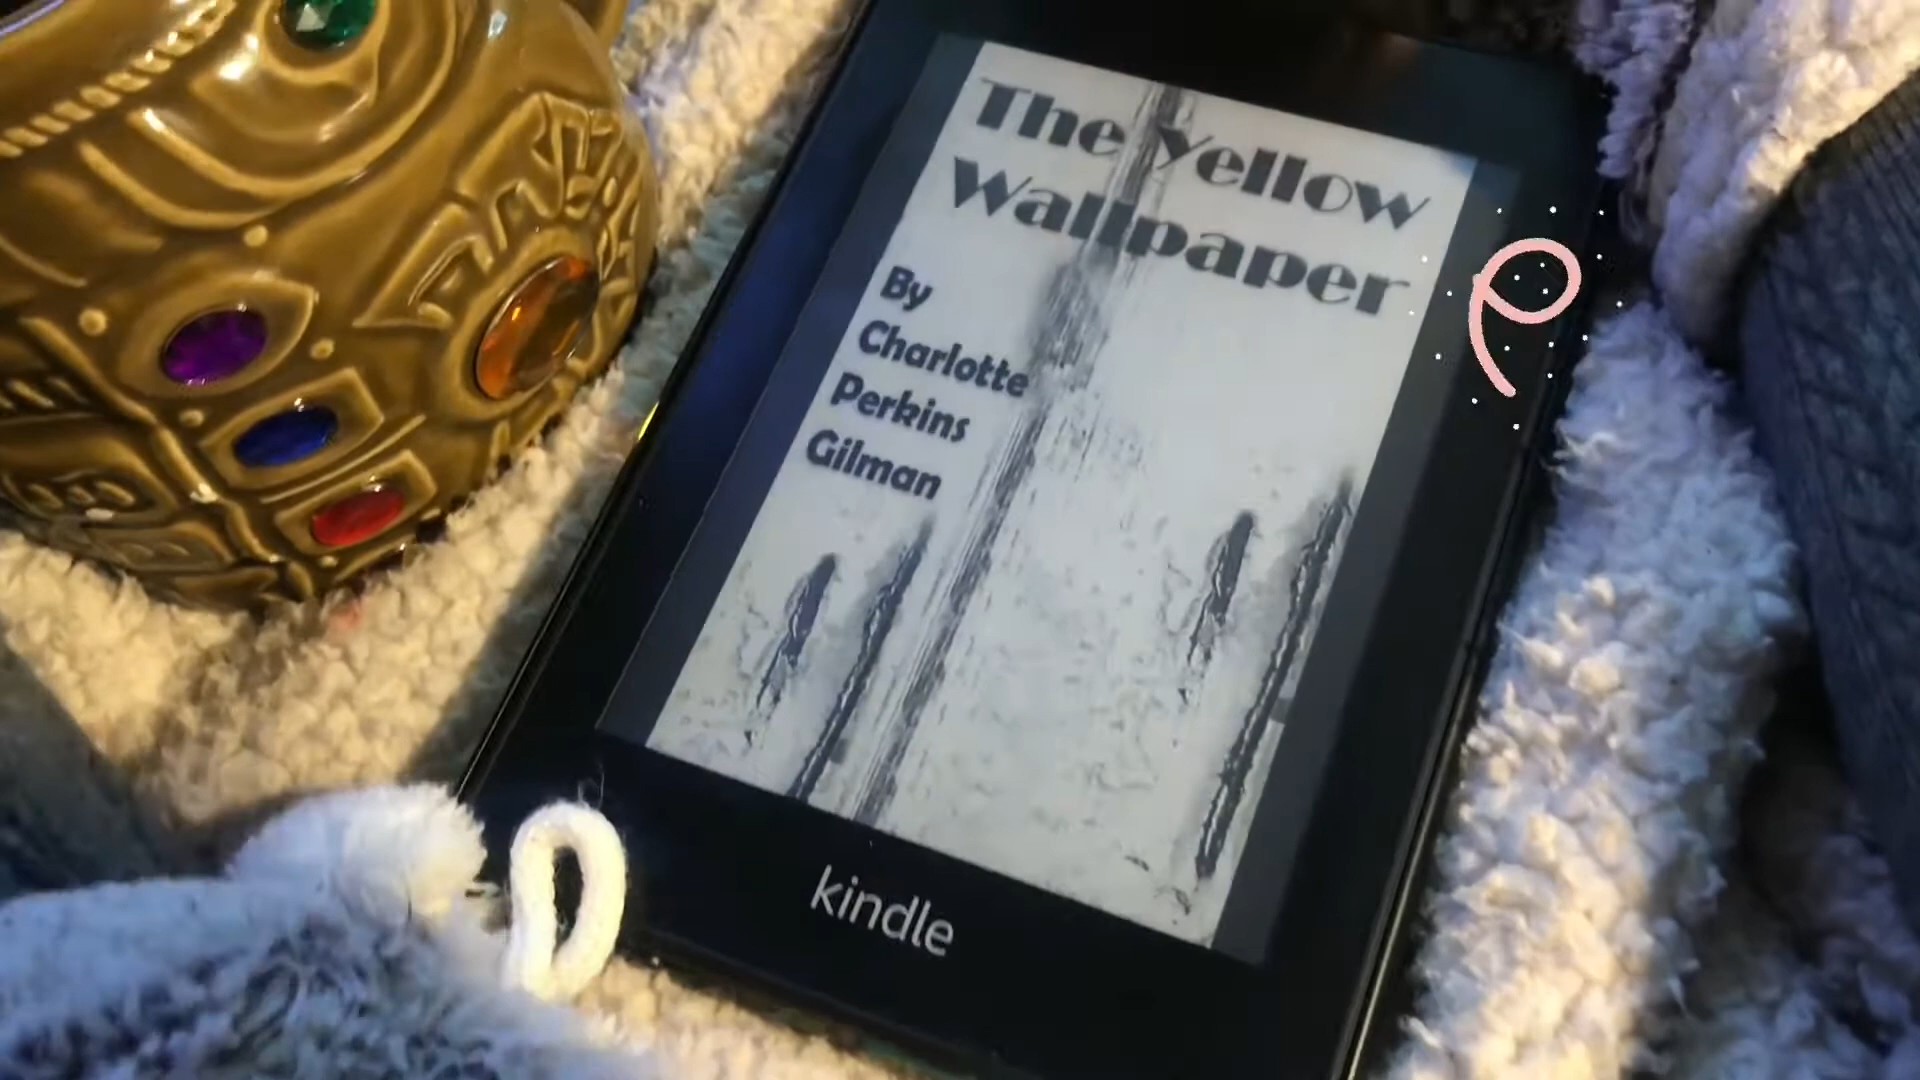 The Yellow
Wallpaper
By
Charlotte
Perkins
Gilman
kindle